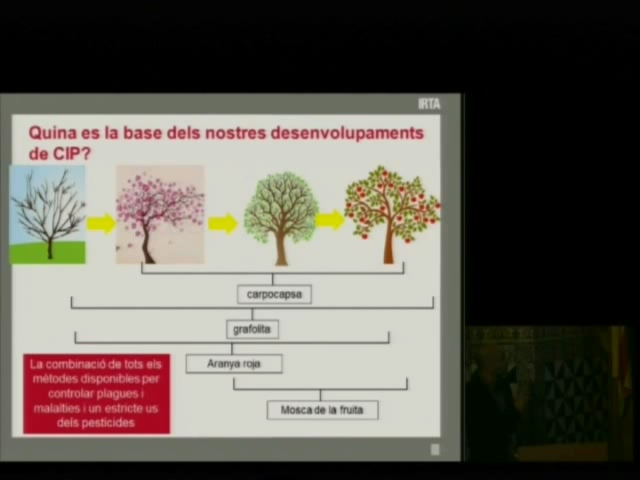 IRTA
Quina es la base dels nostres desenvolupaments
de CIP?
carpocapsa
grafolita
Aranya roja
Mosca de la fruita
La combinació de tots els
mètodes disponibles per
controlar plagues i
malalties i un estricte us
dels pesticides